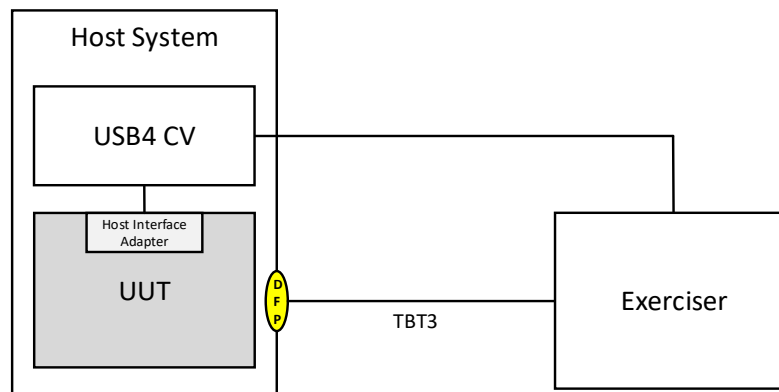 Host System
USB4 CV
Host Interface
Adapter
UUT
D
F
P
TBT3
Exerciser